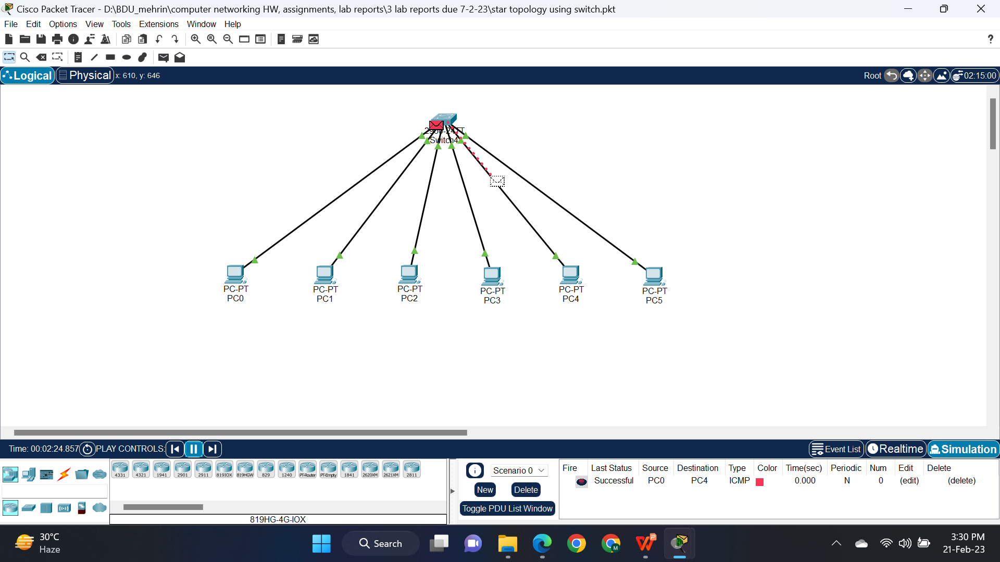 Cisco Packet Tracer - D:\BDU_mehrin\computer networking HW, assignments, lab reports\3 lab reports due 7-2-23\star topology using switch.pkt
File Edit Options View Tools Extensions Window Help
?
Logical Physical x: 610, y: 646 Root 02:15:00
Switch4
PC-PT PC-PT PC-PT PC-PT PC-PT PC-PT
PC0 PC1 PC2 PC3 PC4 PC5
Time: 00:02:24.857 PLAY CONTROLS: Event List Realtime Simulation
4331 4321 1941 2901 2911 819IOX 819HGW 829 1240 PT-Router PT-Empty 1841 2620XM 2621XM 2811
819HG-4G-IOX
Scenario 0
New Delete
Toggle PDU List Window
Fire Last Status Source Destination Type Color Time(sec) Periodic Num Edit Delete
Successful PC0 PC4 ICMP 0.000 N 0 (edit) (delete)
30°C
Haze
Search
M
3:30 PM
21-Feb-23